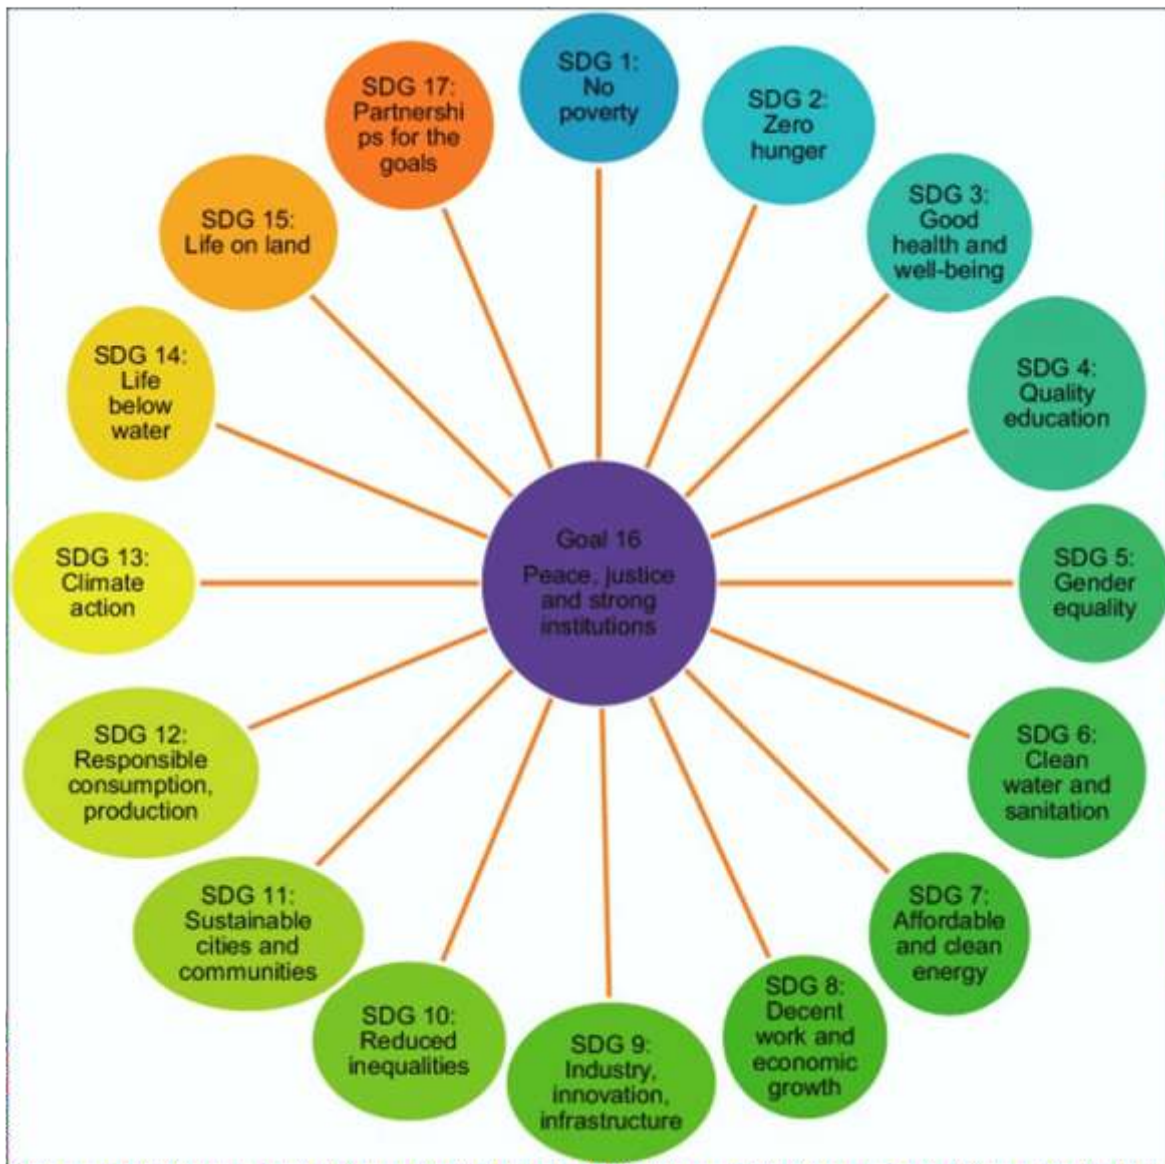 SDG 1:
No
poverty
SDG 2:
Zero
hunger
SDG 3:
Good
health and
well-being
SDG 4:
Quality
education
SDG 5:
Gender
equality
SDG 6:
Clean
water and
sanitation
SDG 7:
Affordable
and clean
energy
SDG 8:
Decent
work and
economic
growth
SDG 9:
Industry,
innovation,
infrastructure
SDG 10:
Reduced
inequalities
SDG 11:
Sustainable
cities and
communities
SDG 12:
Responsible
consumption,
production
SDG 13:
Climate
action
SDG 14:
Life
below
water
SDG 15:
Life on land
SDG 17:
Partnershi
ps for the
goals
Goal 16
Peace, justice
and strong
institutions